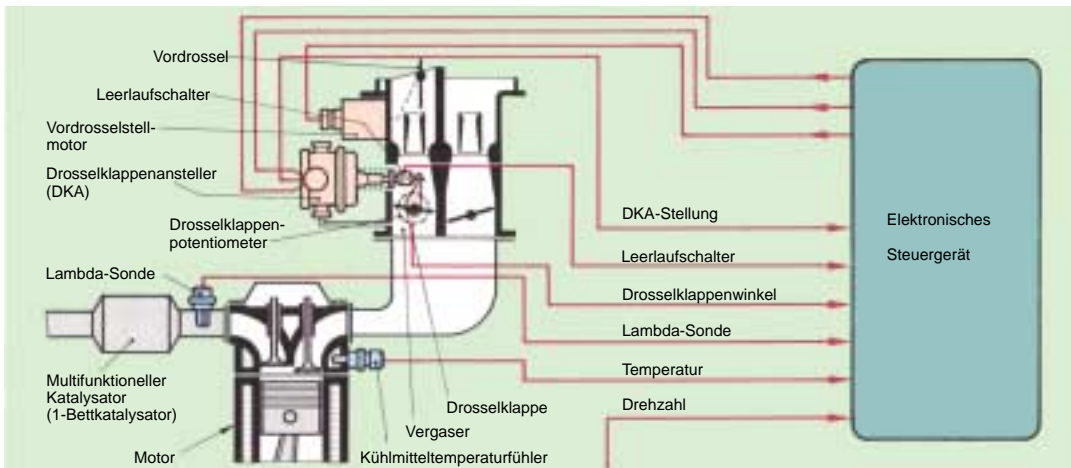 Vordrossel
Leerlaufschalter
Vordrosselstell-
motor
Drosselklappenansteller
(DKA)
Drosselklappen-
potentiometer
Lambda-Sonde
Multifunktioneller
Katalysator
(1-Bettkatalysator)
Motor
Drosselklappe
Vergaser
Kühlmitteltemperaturfühler
DKA-Stellung
Leerlaufschalter
Drosselklappenwinkel
Lambda-Sonde
Temperatur
Drehzahl
Elektronisches
Steuergerät